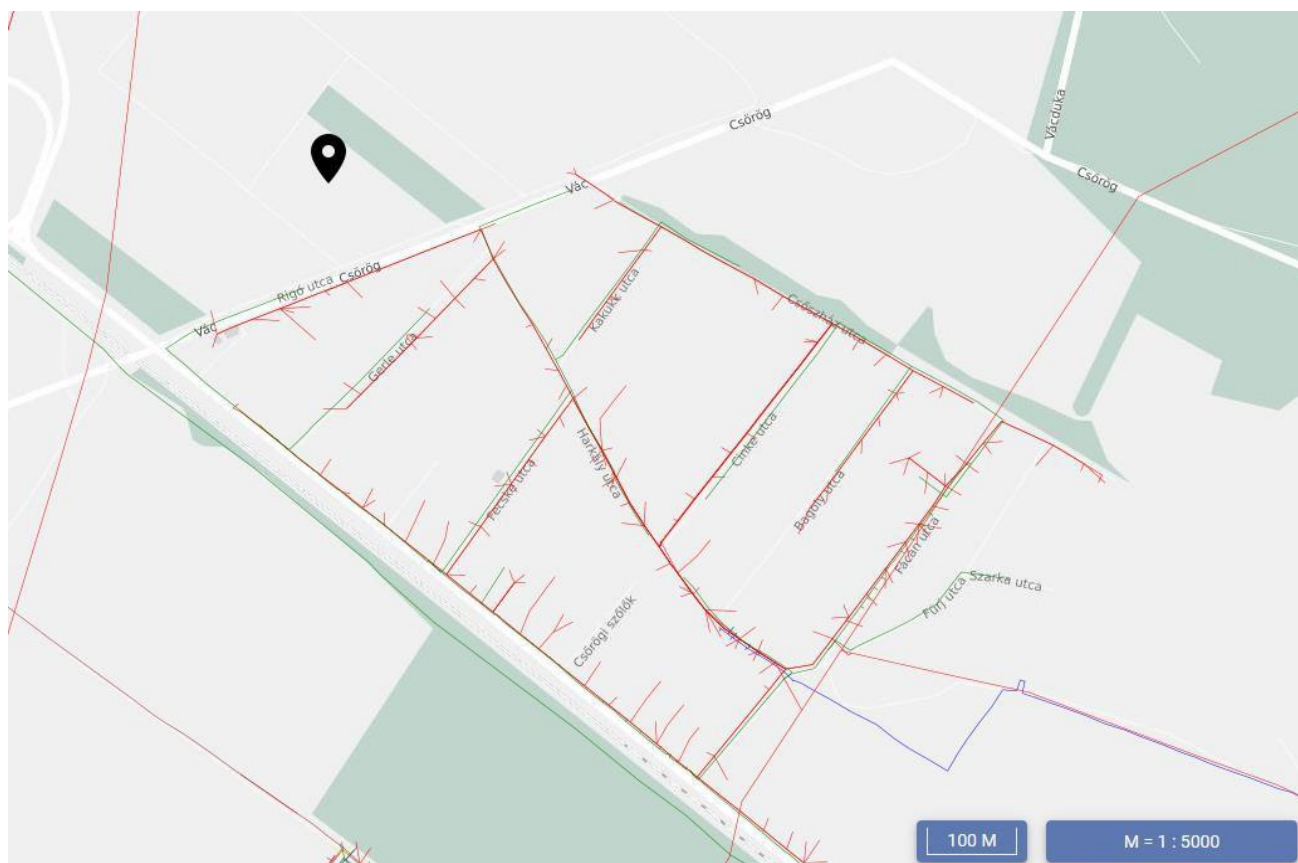 Vácduka
Csörög
Csörög
Vác
Csörög
Rigó utca
Vác
Kakukk utca
Csőszház utca
Gerle utca
Cinke utca
Harkály utca
Fecske utca
Bagoly utca
Fácán utca
Szarka utca
Fürj utca
Csörögi szőlők
100 M
M = 1 : 5000